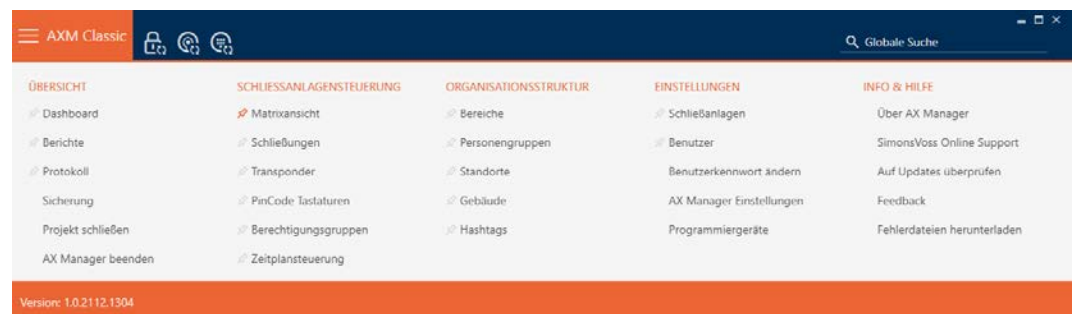 AXM Classic
Globale Suche
ÜBERSICHT
Dashboard
Berichte
Protokoll
Sicherung
Projekt schließen
AX Manager beenden
SCHLIESSANLAGENSTEUERUNG
Matrixansicht
Schließungen
Transponder
PinCode Tastaturen
Berechtigungsgruppen
Zeitplansteuerung
ORGANISATIONSSTRUKTUR
Bereiche
Personengruppen
Standorte
Gebäude
Hashtags
EINSTELLUNGEN
Schließanlagen
Benutzer
Benutzerkennwort ändern
AX Manager Einstellungen
Programmiergeräte
INFO & HILFE
Über AX Manager
SimonsVoss Online Support
Auf Updates überprüfen
Feedback
Fehlerdateien herunterladen
Version: 1.0.2112.1304